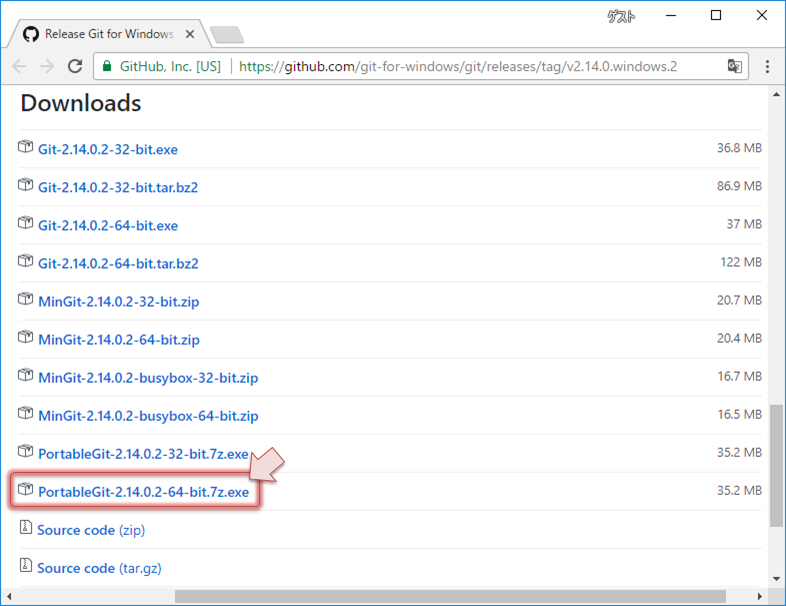 ゲスト
Release Git for Windows
GitHub, Inc. [US] https://github.com/git-for-windows/git/releases/tag/v2.14.0.windows.2
Downloads
Git-2.14.0.2-32-bit.exe 36.8 MB
Git-2.14.0.2-32-bit.tar.bz2 86.9 MB
Git-2.14.0.2-64-bit.exe 37 MB
Git-2.14.0.2-64-bit.tar.bz2 122 MB
MinGit-2.14.0.2-32-bit.zip 20.7 MB
MinGit-2.14.0.2-64-bit.zip 20.4 MB
MinGit-2.14.0.2-busybox-32-bit.zip 16.7 MB
MinGit-2.14.0.2-busybox-64-bit.zip 16.5 MB
PortableGit-2.14.0.2-32-bit.7z.exe 35.2 MB
PortableGit-2.14.0.2-64-bit.7z.exe 35.2 MB
Source code (zip)
Source code (tar.gz)